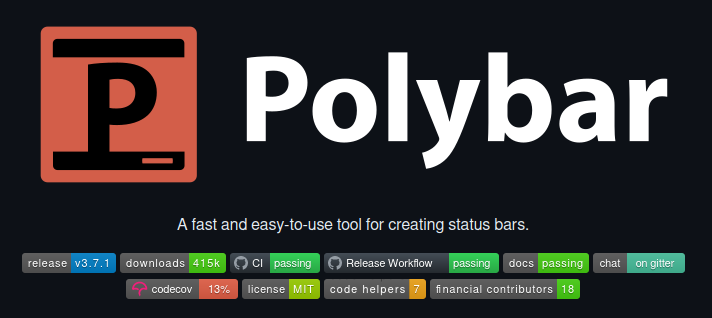 P Polybar
A fast and easy-to-use tool for creating status bars.
release v3.7.1 downloads 415k CI passing Release Workflow passing docs passing chat on gitter
codecov 13% license MIT code helpers 7 financial contributors 18